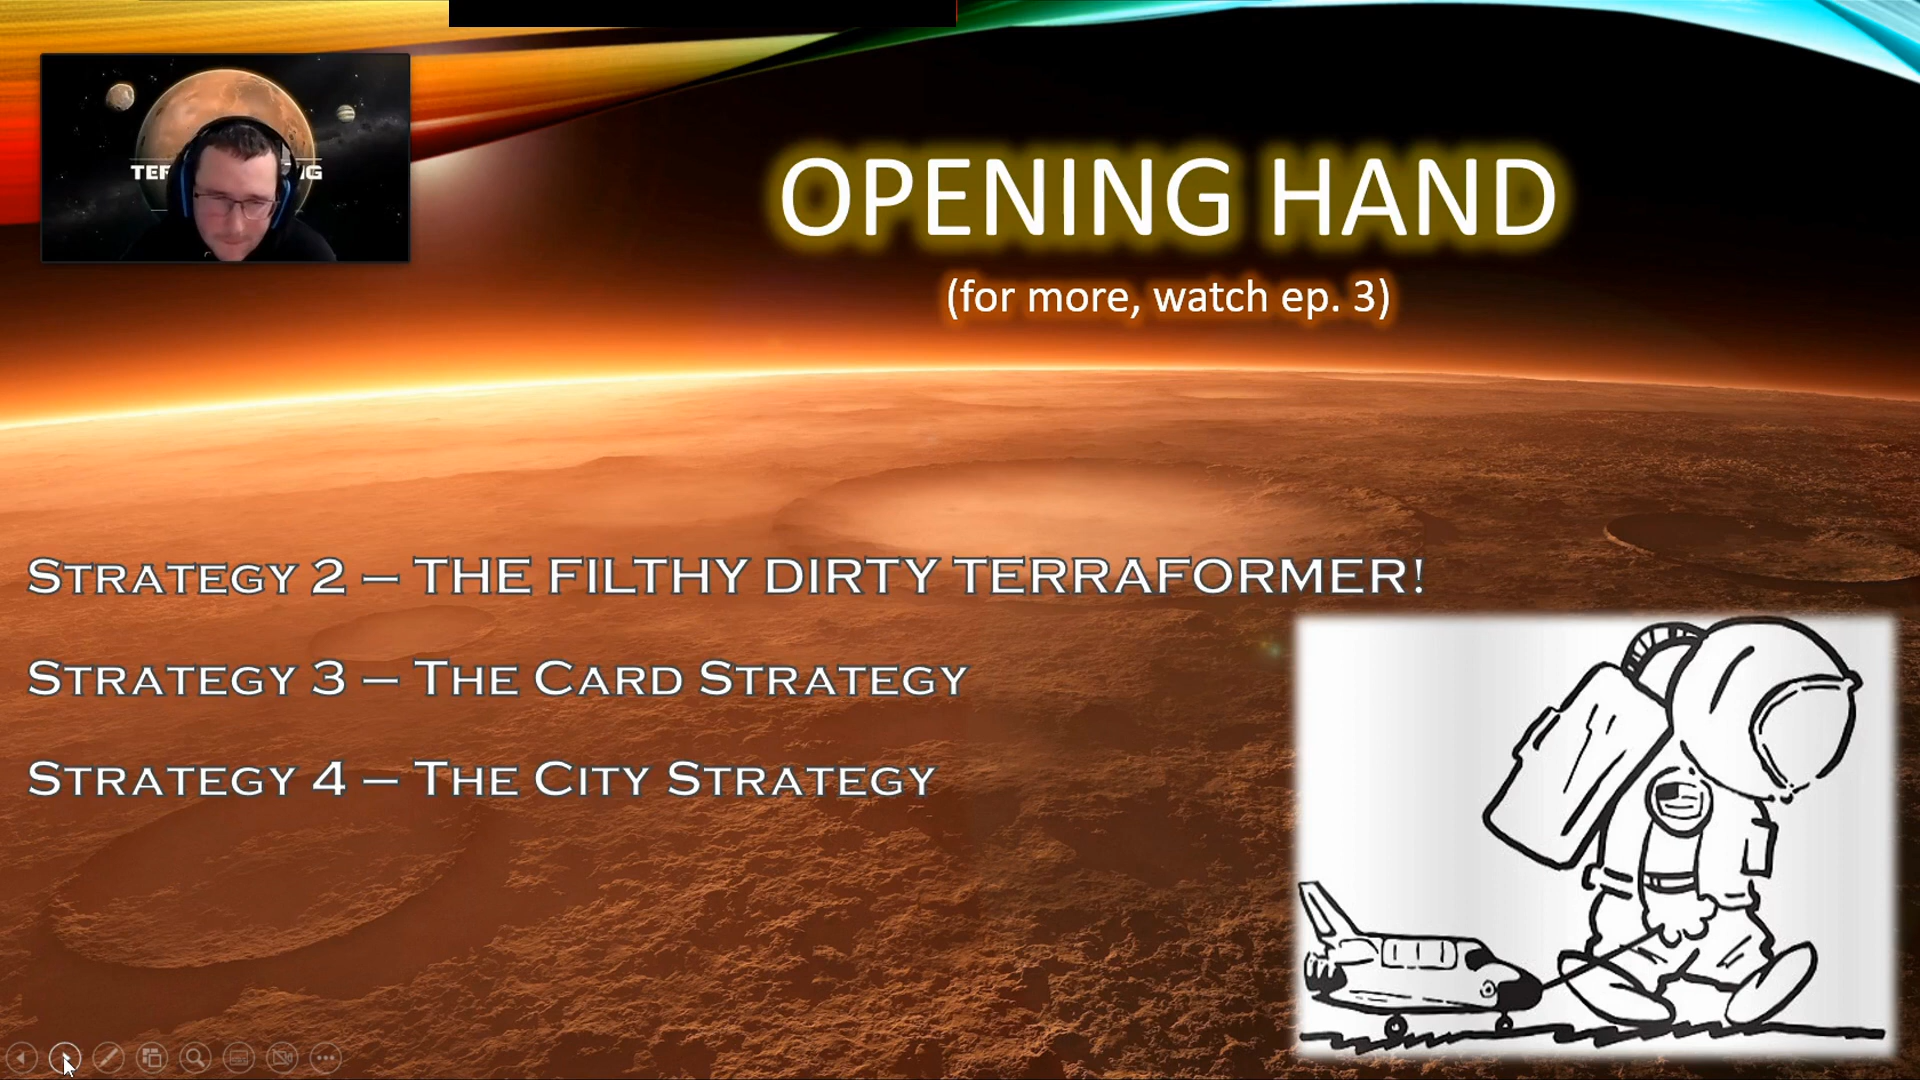 OPENING HAND
(for more, watch ep. 3)
STRATEGY 2 – THE FILTHY DIRTY TERRAFORMER!
STRATEGY 3 – THE CARD STRATEGY
STRATEGY 4 – THE CITY STRATEGY